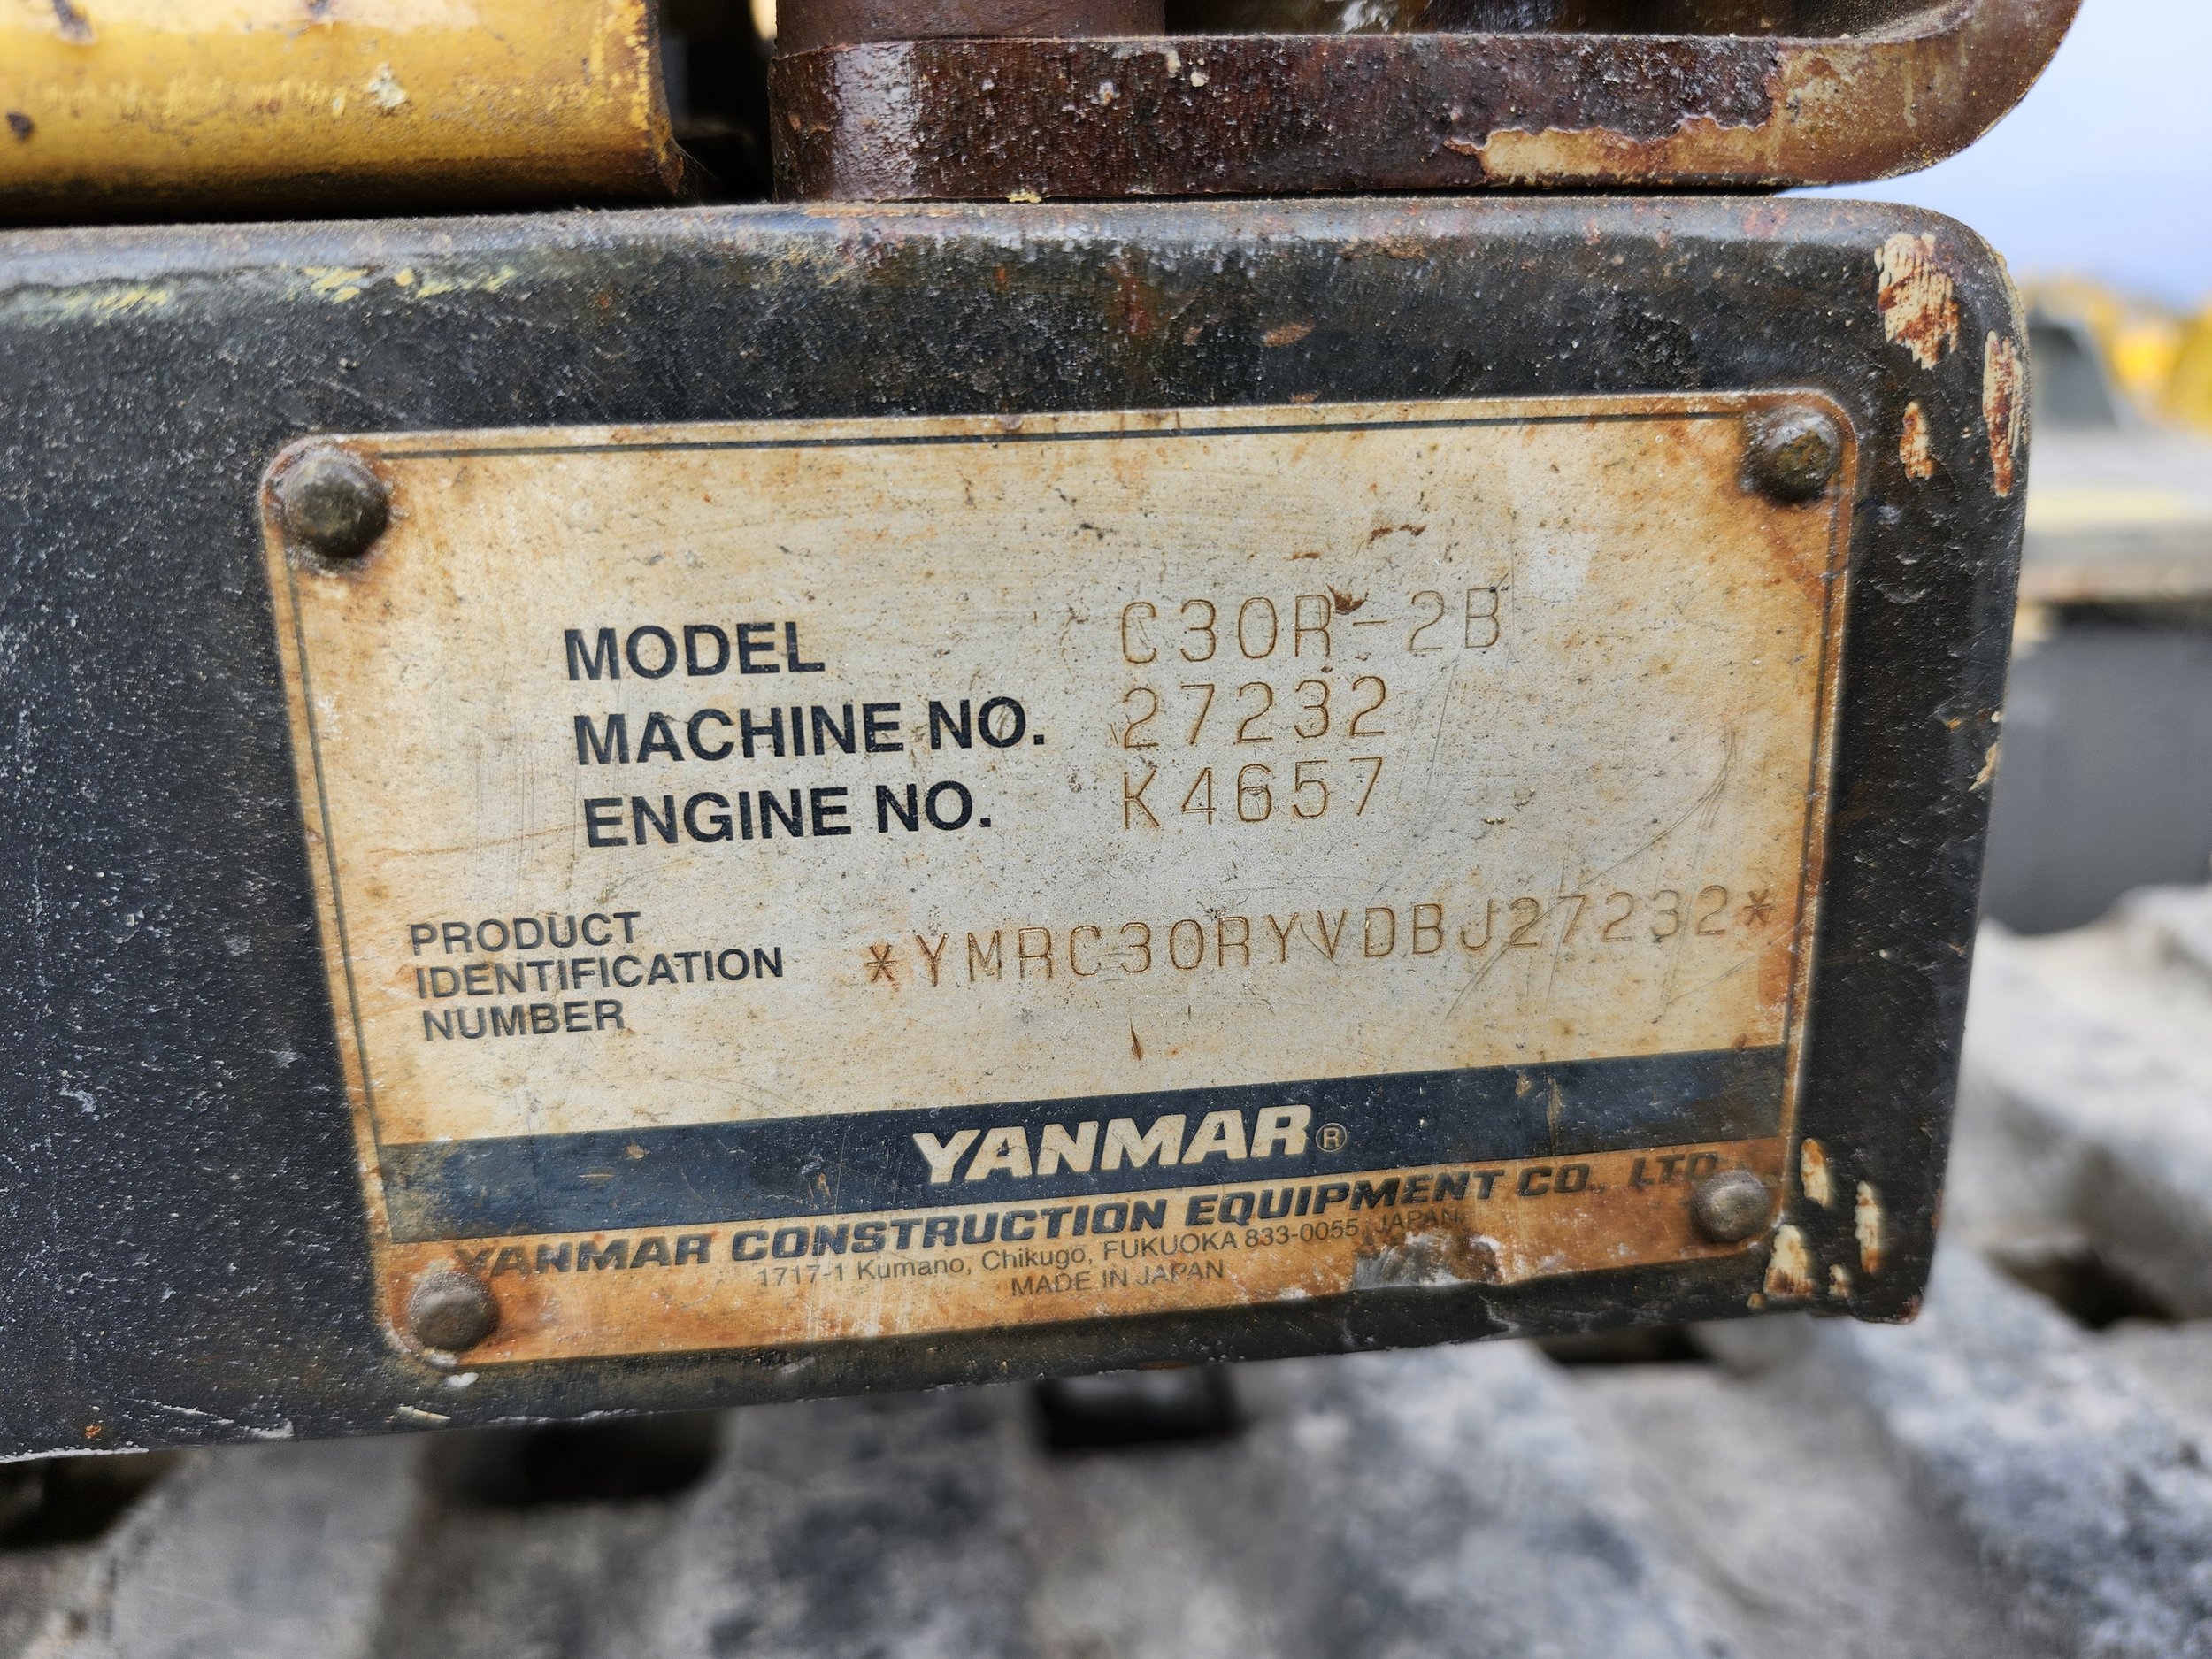 MODEL C30R-2B
MACHINE NO. 27232
ENGINE NO. K4657
PRODUCT
IDENTIFICATION *YMRC30RYVDBJ27232*
NUMBER
YANMAR®
YANMAR CONSTRUCTION EQUIPMENT CO., LTD.
1717-1 Kumano, Chikugo, FUKUOKA 833-0055, JAPAN.
MADE IN JAPAN